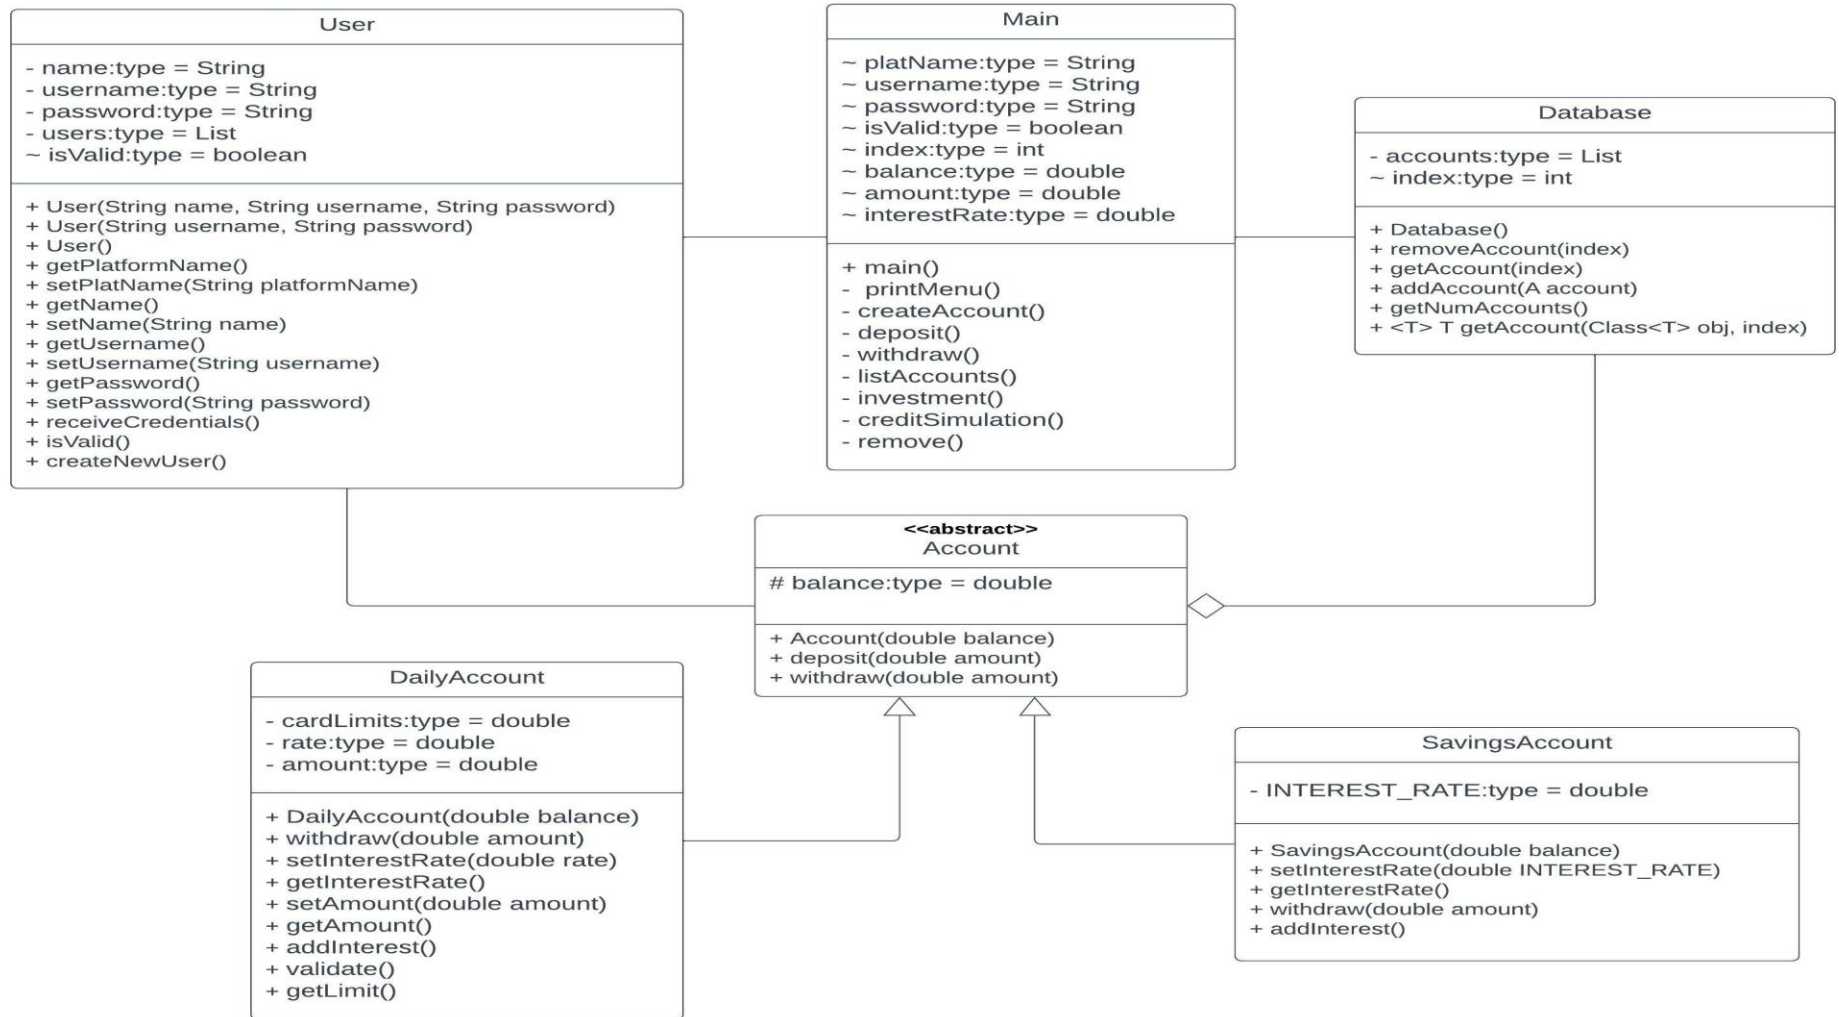 User
- name:type = String
- username:type = String
- password:type = String
- users:type = List
~ isValid:type = boolean
+ User(String name, String username, String password)
+ User(String username, String password)
+ User()
+ getPlatformName()
+ setPlatName(String platformName)
+ getName()
+ setName(String name)
+ getUsername()
+ setUsername(String username)
+ getPassword()
+ setPassword(String password)
+ receiveCredentials()
+ isValid()
+ createNewUser()
Main
~ platName:type = String
~ username:type = String
~ password:type = String
~ isValid:type = boolean
~ index:type = int
~ balance:type = double
~ amount:type = double
~ interestRate:type = double
+ main()
- printMenu()
- createAccount()
- deposit()
- withdraw()
- listAccounts()
- investment()
- creditSimulation()
- remove()
Database
- accounts:type = List
~ index:type = int
+ Database()
+ removeAccount(index)
+ getAccount(index)
+ addAccount(A account)
+ getNumAccounts()
+ <T> T getAccount(Class<T> obj, index)
<<abstract>>
Account
# balance:type = double
+ Account(double balance)
+ deposit(double amount)
+ withdraw(double amount)
DailyAccount
- cardLimits:type = double
- rate:type = double
- amount:type = double
+ DailyAccount(double balance)
+ withdraw(double amount)
+ setInterestRate(double rate)
+ getInterestRate()
+ setAmount(double amount)
+ getAmount()
+ addInterest()
+ validate()
+ getLimit()
SavingsAccount
- INTEREST_RATE:type = double
+ SavingsAccount(double balance)
+ setInterestRate(double INTEREST_RATE)
+ getInterestRate()
+ withdraw(double amount)
+ addInterest()